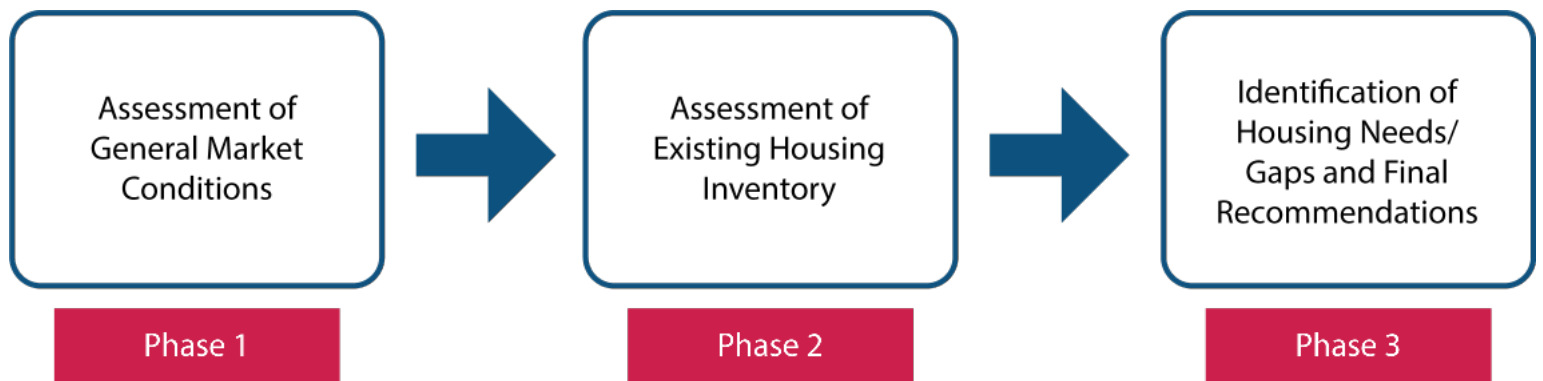 Assessment of
General Market
Conditions
Phase 1
Assessment of
Existing Housing
Inventory
Phase 2
Identification of
Housing Needs/
Gaps and Final
Recommendations
Phase 3